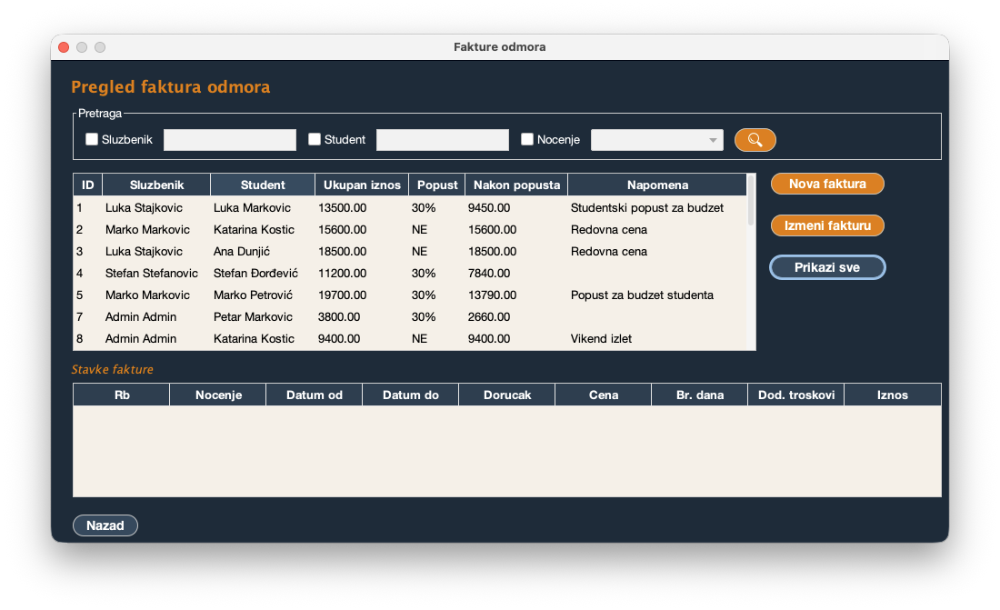 Fakture odmora
Pregled faktura odmora
Pretraga
Sluzbenik Student Nocenje
ID Sluzbenik Student Ukupan iznos Popust Nakon popusta Napomena
1 Luka Stajkovic Luka Markovic 13500.00 30% 9450.00 Studentski popust za budzet
2 Marko Markovic Katarina Kostic 15600.00 NE 15600.00 Redovna cena
3 Luka Stajkovic Ana Dunjić 18500.00 NE 18500.00 Redovna cena
4 Stefan Stefanovic Stefan Đorđević 11200.00 30% 7840.00
5 Marko Markovic Marko Petrović 19700.00 30% 13790.00 Popust za budzet studenta
7 Admin Admin Petar Markovic 3800.00 30% 2660.00
8 Admin Admin Katarina Kostic 9400.00 NE 9400.00 Vikend izlet
Nova faktura
Izmeni fakturu
Prikazi sve
Stavke fakture
Rb Nocenje Datum od Datum do Dorucak Cena Br. dana Dod. troskovi Iznos
Nazad